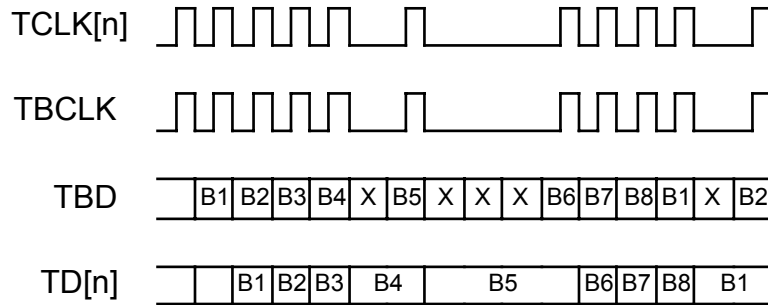 TCLK[n]
TBCLK
TBD B1 B2 B3 B4 X B5 X X X B6 B7 B8 B1 X B2
TD[n] B1 B2 B3 B4 B5 B6 B7 B8 B1